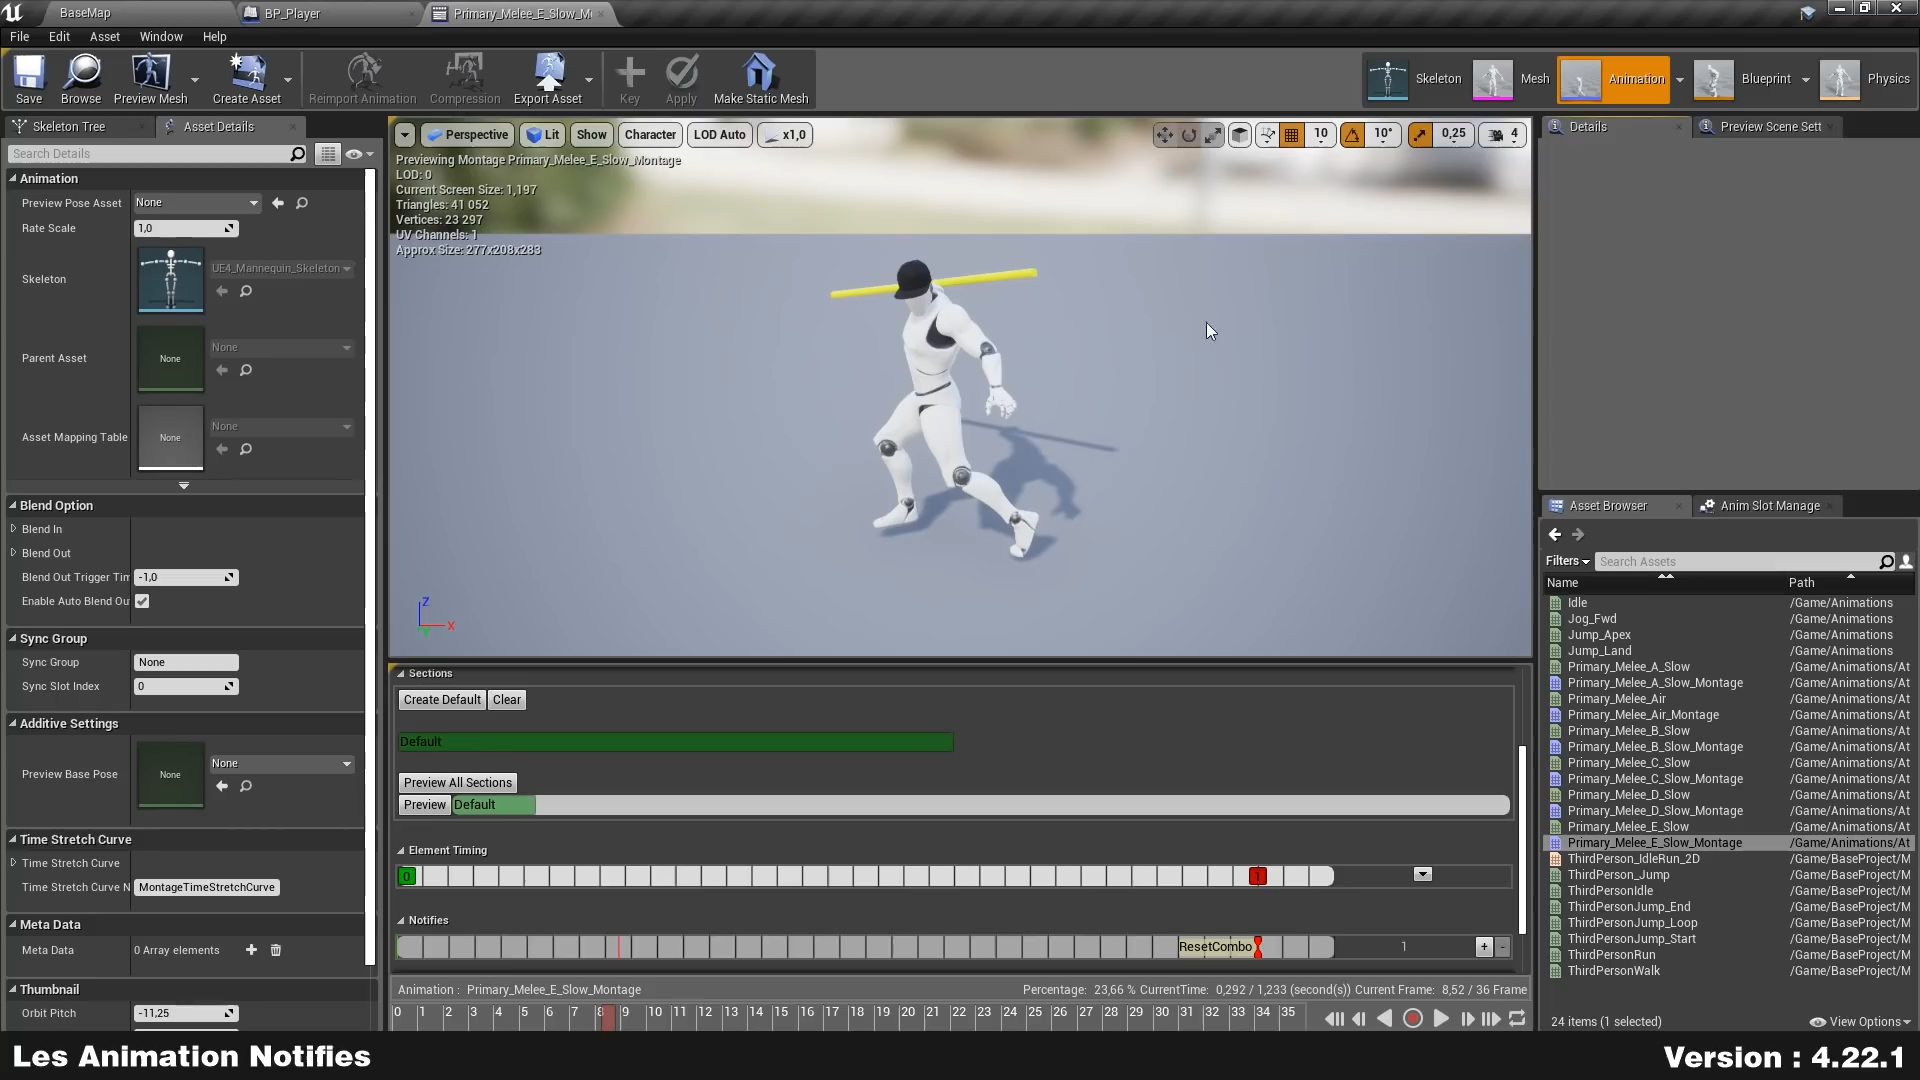 BaseMap
BP_Player
Primary_Melee_E_Slow_M
File Edit Asset Window Help
Save Browse Preview Mesh Create Asset Reimport Animation Compression Export Asset Key Apply Make Static Mesh
Skeleton Mesh Animation Blueprint Physics
Skeleton Tree
Asset Details
Search Details
Animation
Preview Pose Asset None
Rate Scale 1,0
Skeleton UE4_Mannequin_Skeleton
Parent Asset None None
Asset Mapping Table None None
Blend Option
Blend In
Blend Out
Blend Out Trigger Tim -1,0
Enable Auto Blend Ou
Sync Group
Sync Group None
Sync Slot Index 0
Additive Settings
Preview Base Pose None None
Time Stretch Curve
Time Stretch Curve
Time Stretch Curve N MontageTimeStretchCurve
Meta Data
Meta Data 0 Array elements
Thumbnail
Orbit Pitch -11,25
Perspective Lit Show Character LOD Auto x1,0
10 10° 0,25 4
Previewing Montage Primary_Melee_E_Slow_Montage
LOD: 0
Current Screen Size: 1,197
Triangles: 41 052
Vertices: 23 297
UV Channels: 1
Approx Size: 277x208x283
Z
X
Y
Sections
Create Default Clear
Default
Preview All Sections
Preview Default
Element Timing
0 1
Notifies
ResetCombo 1 + -
Animation : Primary_Melee_E_Slow_Montage Percentage: 23,66 % CurrentTime: 0,292 / 1,233 (second(s)) Current Frame: 8,52 / 36 Frame
0 1 2 3 4 5 6 7 8 9 10 11 12 13 14 15 16 17 18 19 20 21 22 23 24 25 26 27 28 29 30 31 32 33 34 35
Details
Preview Scene Sett
Asset Browser
Anim Slot Manage
Filters Search Assets
Name Path
Idle /Game/Animations
Jog_Fwd /Game/Animations
Jump_Apex /Game/Animations
Jump_Land /Game/Animations
Primary_Melee_A_Slow /Game/Animations/At
Primary_Melee_A_Slow_Montage /Game/Animations/At
Primary_Melee_Air /Game/Animations/At
Primary_Melee_Air_Montage /Game/Animations/At
Primary_Melee_B_Slow /Game/Animations/At
Primary_Melee_B_Slow_Montage /Game/Animations/At
Primary_Melee_C_Slow /Game/Animations/At
Primary_Melee_C_Slow_Montage /Game/Animations/At
Primary_Melee_D_Slow /Game/Animations/At
Primary_Melee_D_Slow_Montage /Game/Animations/At
Primary_Melee_E_Slow /Game/Animations/At
Primary_Melee_E_Slow_Montage /Game/Animations/At
ThirdPerson_IdleRun_2D /Game/BaseProject/M
ThirdPerson_Jump /Game/BaseProject/M
ThirdPersonIdle /Game/BaseProject/M
ThirdPersonJump_End /Game/BaseProject/M
ThirdPersonJump_Loop /Game/BaseProject/M
ThirdPersonJump_Start /Game/BaseProject/M
ThirdPersonRun /Game/BaseProject/M
ThirdPersonWalk /Game/BaseProject/M
24 items (1 selected) View Options
Les Animation Notifies
Version : 4.22.1